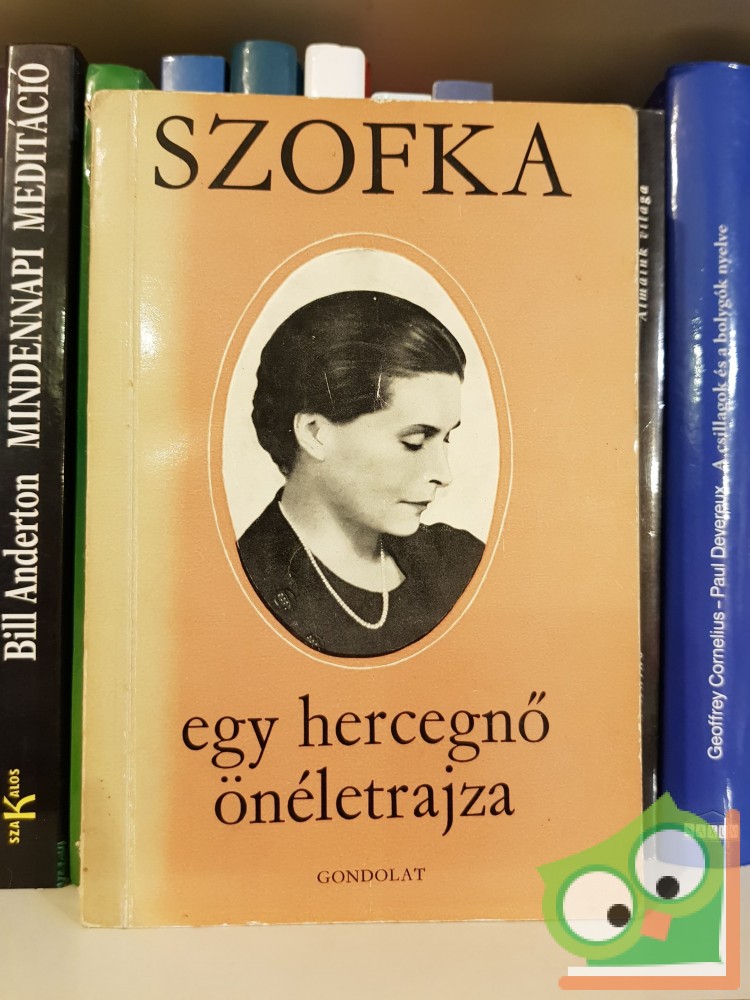 Bill Anderton MINDENNAPI MEDITÁCIÓ
SZAKALOS
SZOFKA
egy hercegnő
önéletrajza
GONDOLAT
Álmaink világa
Geoffrey Cornelius – Paul Devereux A csillagok és a bolygók nyelve